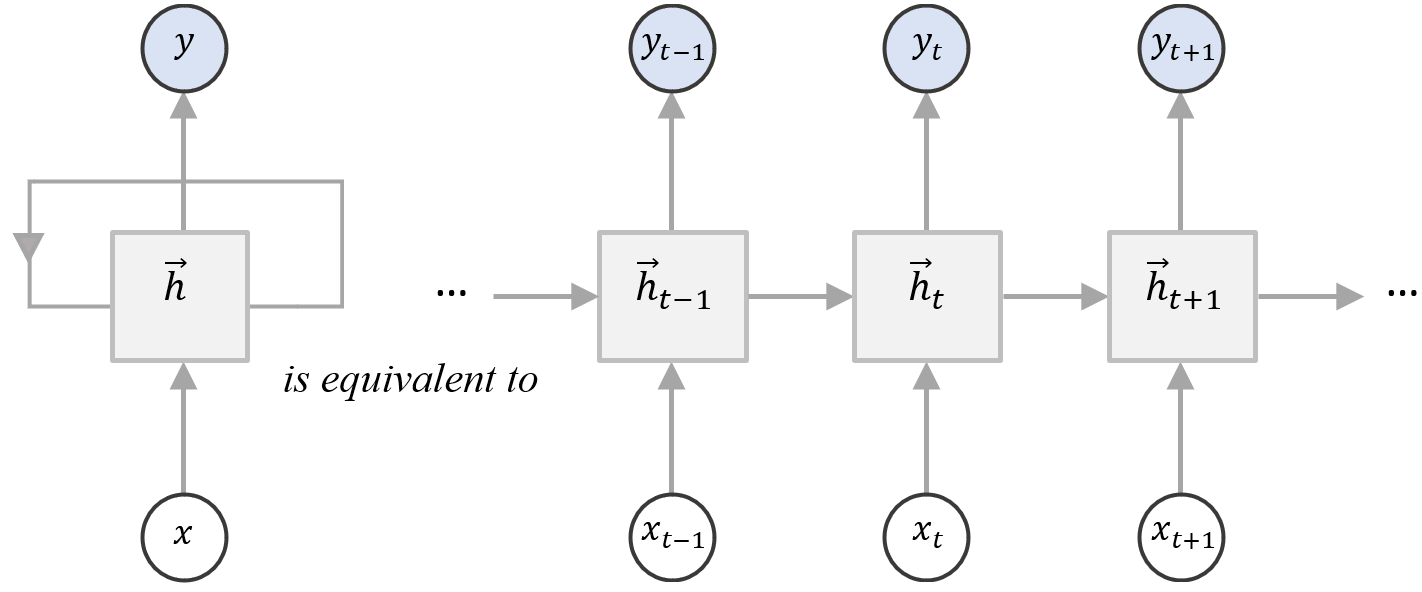 y y_{t−1} y_t y_{t+1}
\vec{h} ... \vec{h}_{t−1} \vec{h}_t \vec{h}_{t+1} ...
is equivalent to
x x_{t−1} x_t x_{t+1}